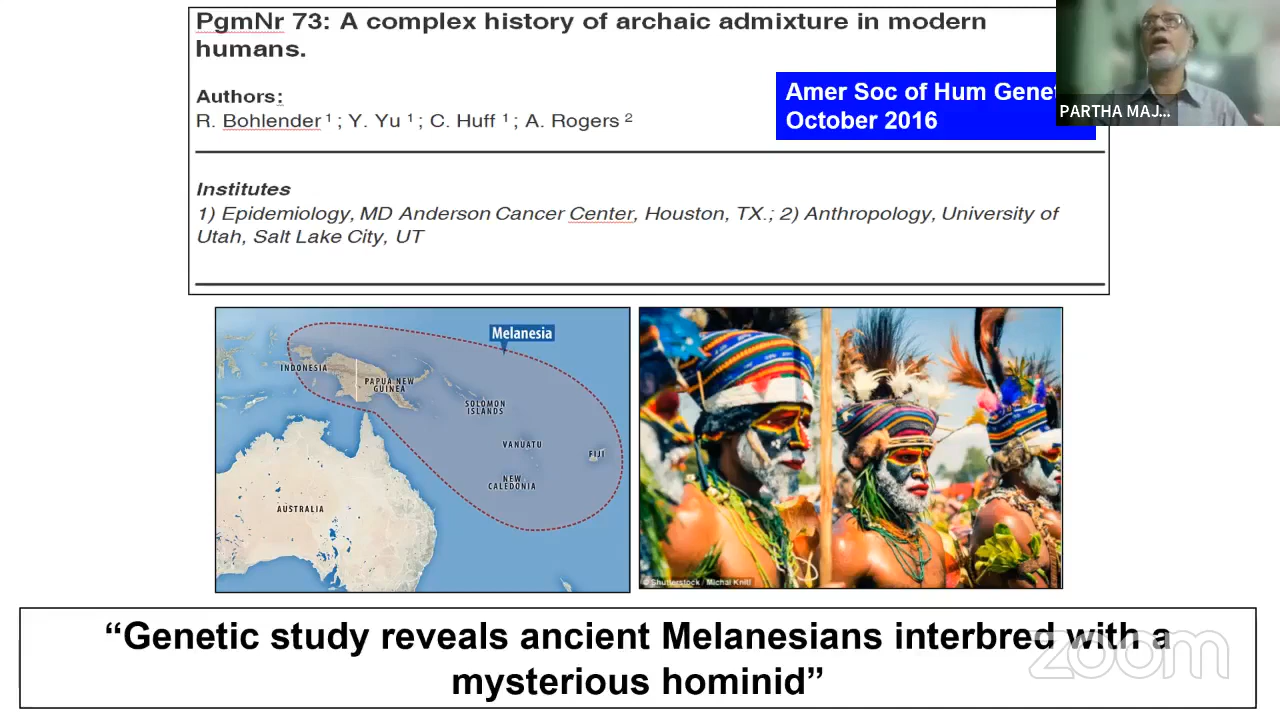 PgmNr 73: A complex history of archaic admixture in modern
humans.
Authors:
R. Bohlender 1 ; Y. Yu 1 ; C. Huff 1 ; A. Rogers 2
Amer Soc of Hum Genet
October 2016
PARTHA MAJ...
Institutes
1) Epidemiology, MD Anderson Cancer Center, Houston, TX.; 2) Anthropology, University of
Utah, Salt Lake City, UT
Melanesia
INDONESIA
PAPUA NEW
GUINEA
SOLOMON
ISLANDS
VANUATU
FIJI
NEW
CALEDONIA
AUSTRALIA
© Shutterstock / Michal Knitl
“Genetic study reveals ancient Melanesians interbred with a
mysterious hominid”
zoom